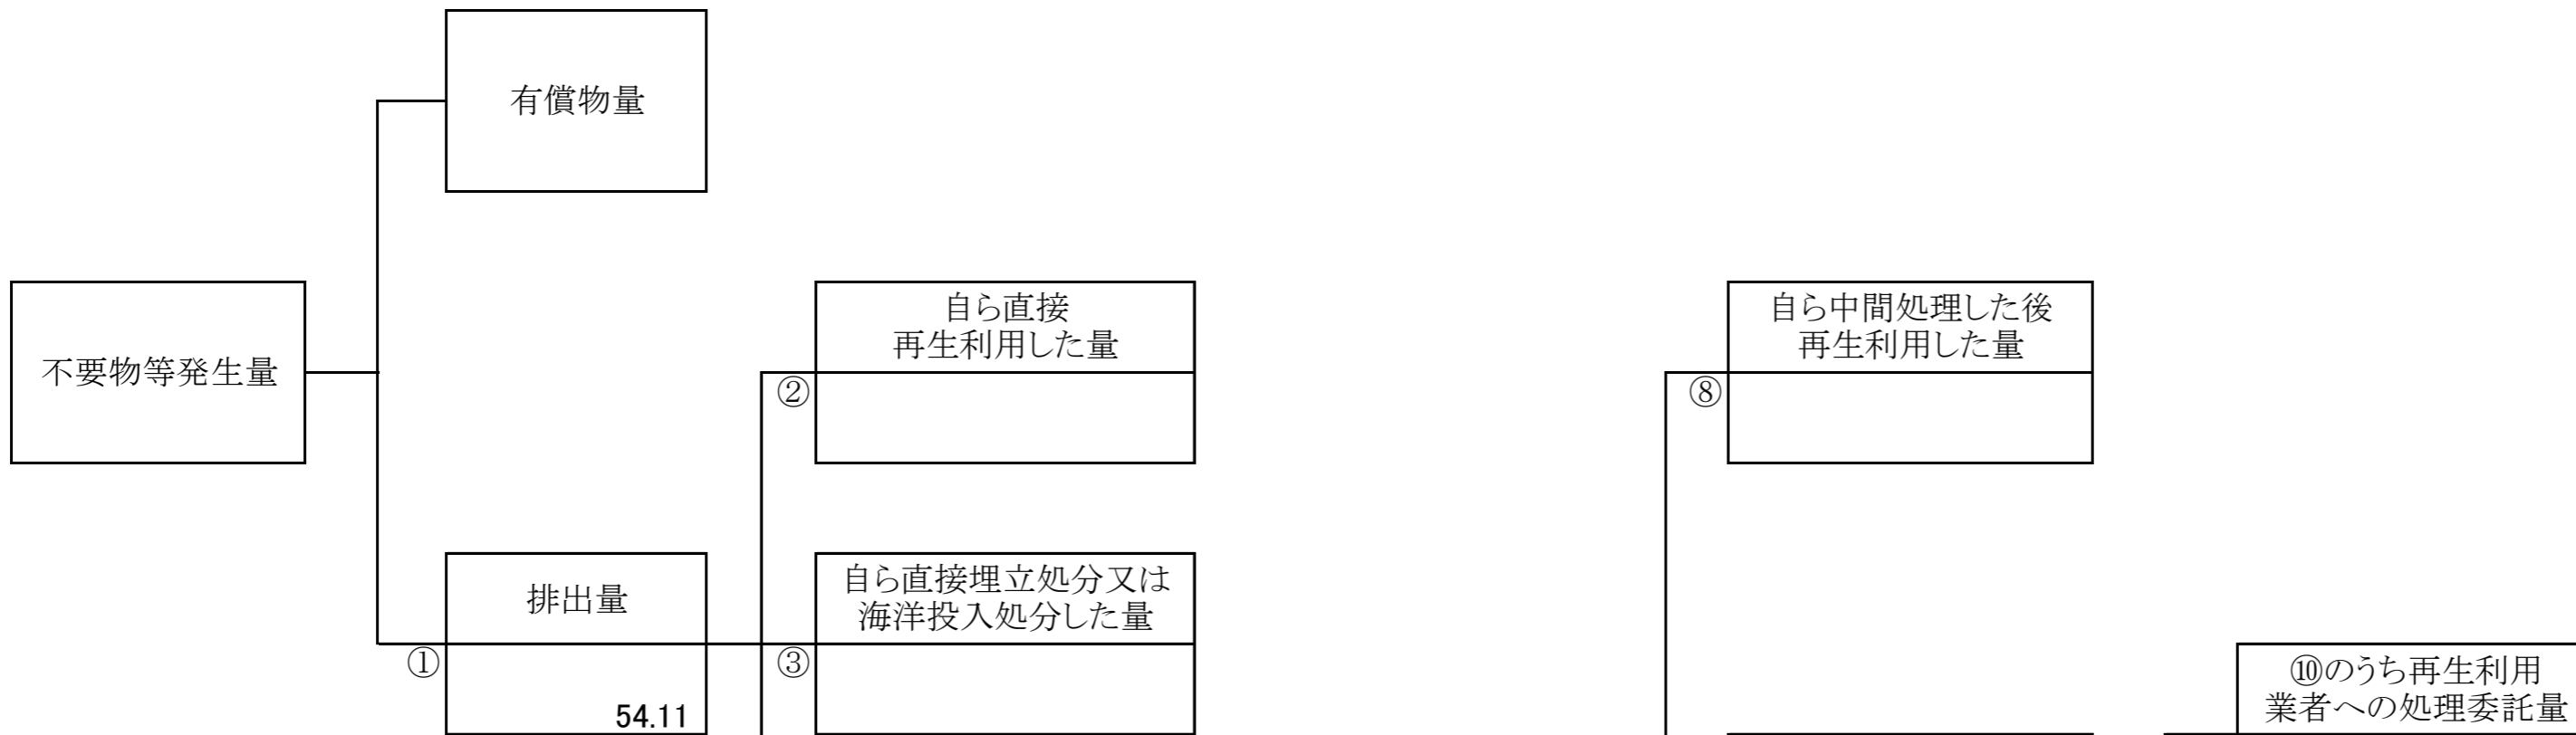 有償物量
不要物等発生量
自ら直接
再生利用した量
②
自ら中間処理した後
再生利用した量
⑧
排出量
①
54.11
自ら直接埋立処分又は
海洋投入処分した量
③
⑩のうち再生利用
業者への処理委託量